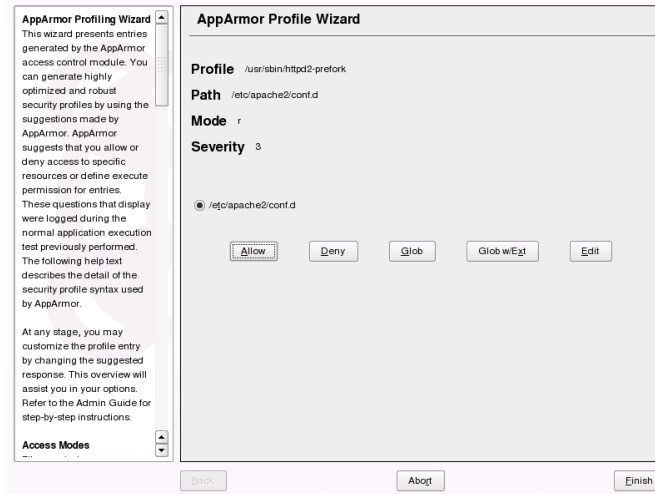 AppArmor Profiling Wizard
This wizard presents entries
generated by the AppArmor
access control module. You
can generate highly
optimized and robust
security profiles by using the
suggestions made by
AppArmor. AppArmor
suggests that you allow or
deny access to specific
resources or define execute
permission for entries.
These questions that display
were logged during the
normal application execution
test previously performed.
The following help text
describes the detail of the
security profile syntax used
by AppArmor.
At any stage, you may
customize the profile entry
by changing the suggested
response. This overview will
assist you in your options.
Refer to the Admin Guide for
step-by-step instructions.
Access Modes
AppArmor Profile Wizard
Profile /usr/sbin/httpd2-prefork
Path /etc/apache2/conf.d
Mode r
Severity 3
/etc/apache2/conf.d
Allow Deny Glob Glob w/Ext Edit
Back Abort Finish